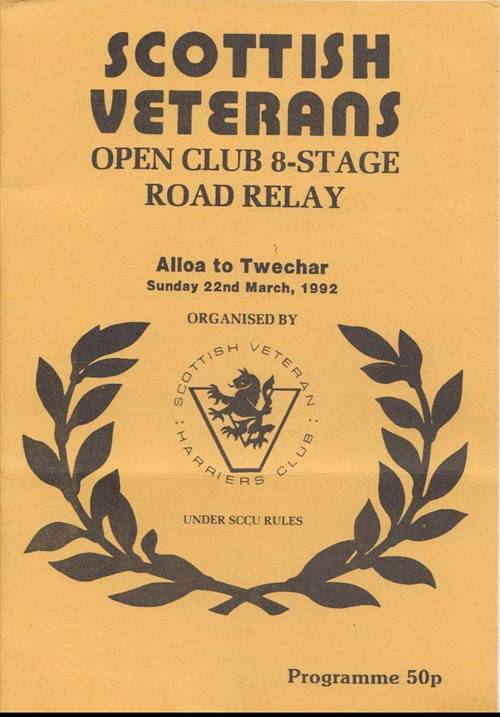 SCOTTISH
VETERANS
OPEN CLUB 8-STAGE
ROAD RELAY
Alloa to Twechar
Sunday 22nd March, 1992
ORGANISED BY
SCOTTISH VETERAN
: HARRIERS CLUB :
UNDER SCCU RULES
Programme 50p